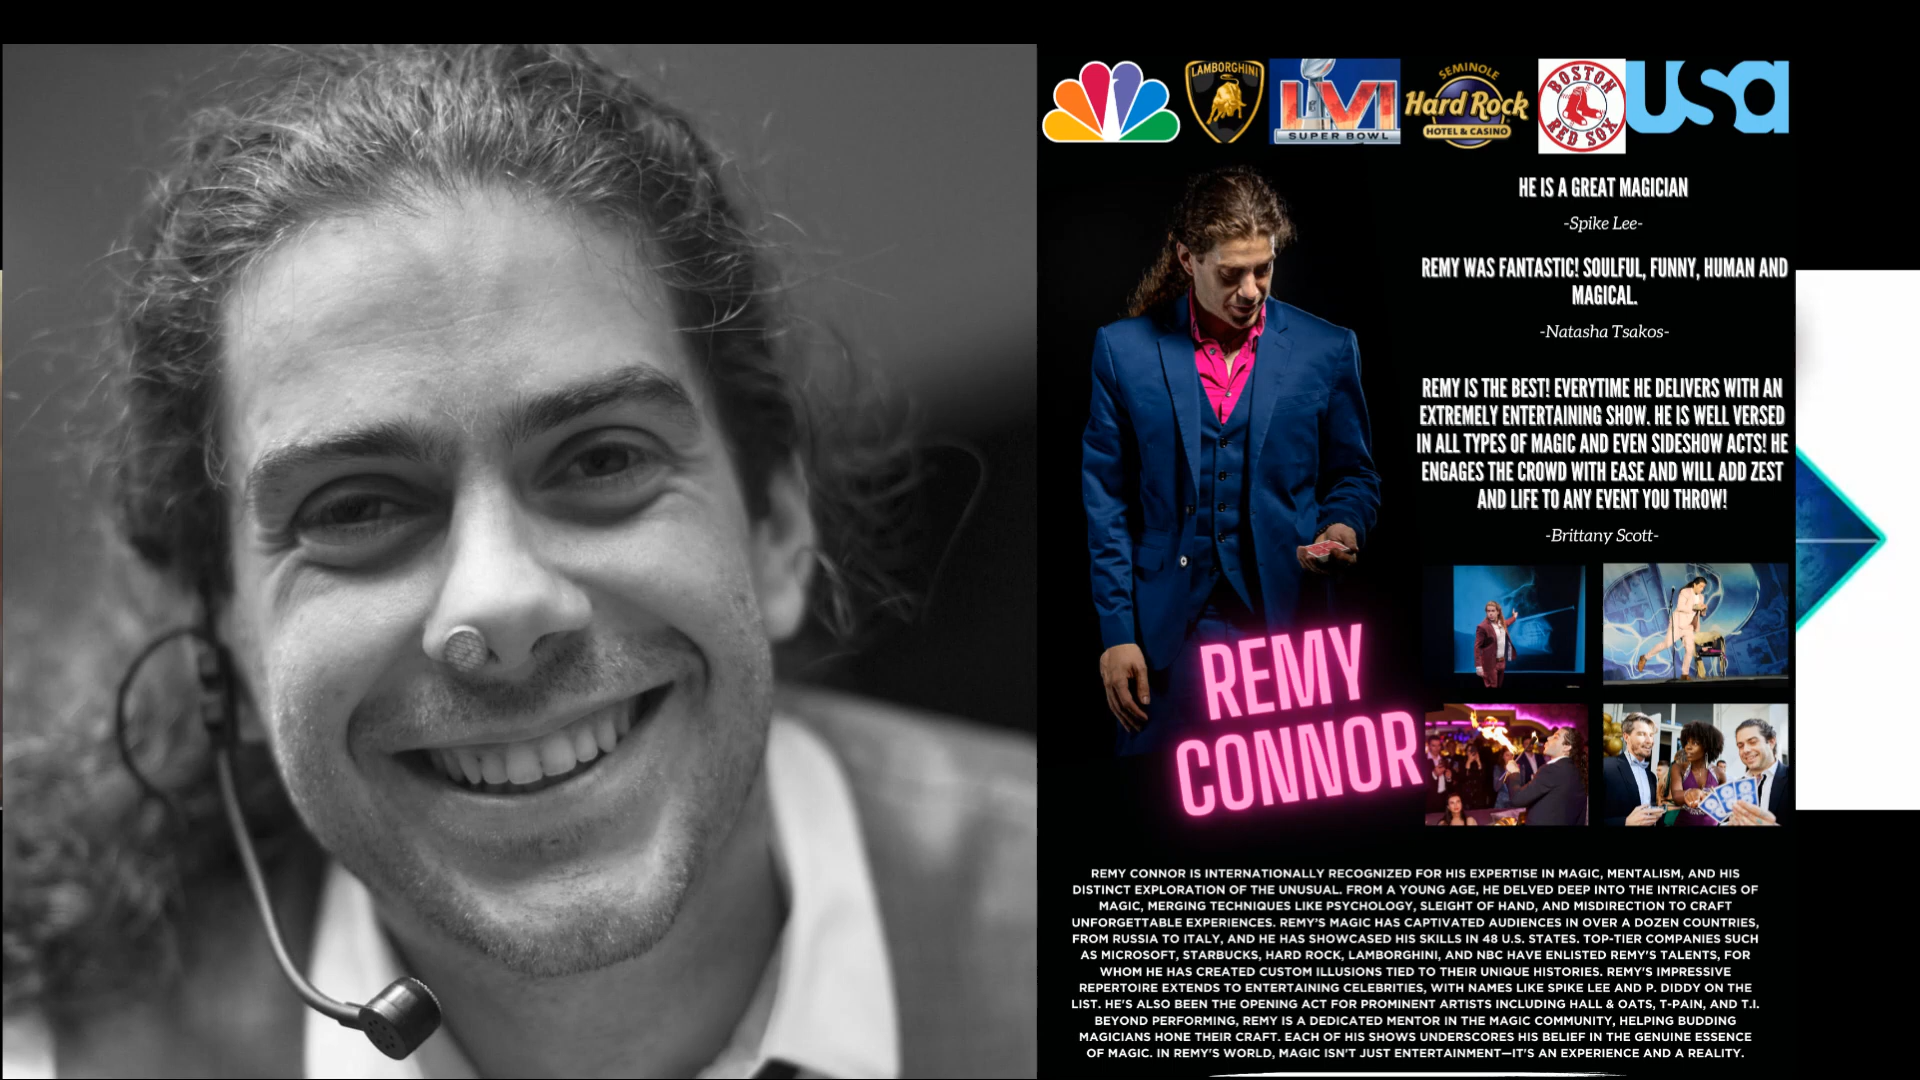 LAMBORGHINI
LVI
SUPER BOWL
SEMINOLE
Hard Rock
HOTEL & CASINO
BOSTON
RED SOX
USA
HE IS A GREAT MAGICIAN
-Spike Lee-
REMY WAS FANTASTIC! SOULFUL, FUNNY, HUMAN AND
MAGICAL.
-Natasha Tsakos-
REMY IS THE BEST! EVERYTIME HE DELIVERS WITH AN
EXTREMELY ENTERTAINING SHOW. HE IS WELL VERSED
IN ALL TYPES OF MAGIC AND EVEN SIDESHOW ACTS! HE
ENGAGES THE CROWD WITH EASE AND WILL ADD ZEST
AND LIFE TO ANY EVENT YOU THROW!
-Brittany Scott-
REMY
CONNOR
REMY CONNOR IS INTERNATIONALLY RECOGNIZED FOR HIS EXPERTISE IN MAGIC, MENTALISM, AND HIS
DISTINCT EXPLORATION OF THE UNUSUAL. FROM A YOUNG AGE, HE DELVED DEEP INTO THE INTRICACIES OF
MAGIC, MERGING TECHNIQUES LIKE PSYCHOLOGY, SLEIGHT OF HAND, AND MISDIRECTION TO CRAFT
UNFORGETTABLE EXPERIENCES. REMY'S MAGIC HAS CAPTIVATED AUDIENCES IN OVER A DOZEN COUNTRIES,
FROM RUSSIA TO ITALY, AND HE HAS SHOWCASED HIS SKILLS IN 48 U.S. STATES. TOP-TIER COMPANIES SUCH
AS MICROSOFT, STARBUCKS, HARD ROCK, LAMBORGHINI, AND NBC HAVE ENLISTED REMY'S TALENTS, FOR
WHOM HE HAS CREATED CUSTOM ILLUSIONS TIED TO THEIR UNIQUE HISTORIES. REMY'S IMPRESSIVE
REPERTOIRE EXTENDS TO ENTERTAINING CELEBRITIES, WITH NAMES LIKE SPIKE LEE AND P. DIDDY ON THE
LIST. HE'S ALSO BEEN THE OPENING ACT FOR PROMINENT ARTISTS INCLUDING HALL & OATS, T-PAIN, AND T.I.
BEYOND PERFORMING, REMY IS A DEDICATED MENTOR IN THE MAGIC COMMUNITY, HELPING BUDDING
MAGICIANS HONE THEIR CRAFT. EACH OF HIS SHOWS UNDERSCORES HIS BELIEF IN THE GENUINE ESSENCE
OF MAGIC. IN REMY'S WORLD, MAGIC ISN'T JUST ENTERTAINMENT—IT'S AN EXPERIENCE AND A REALITY.